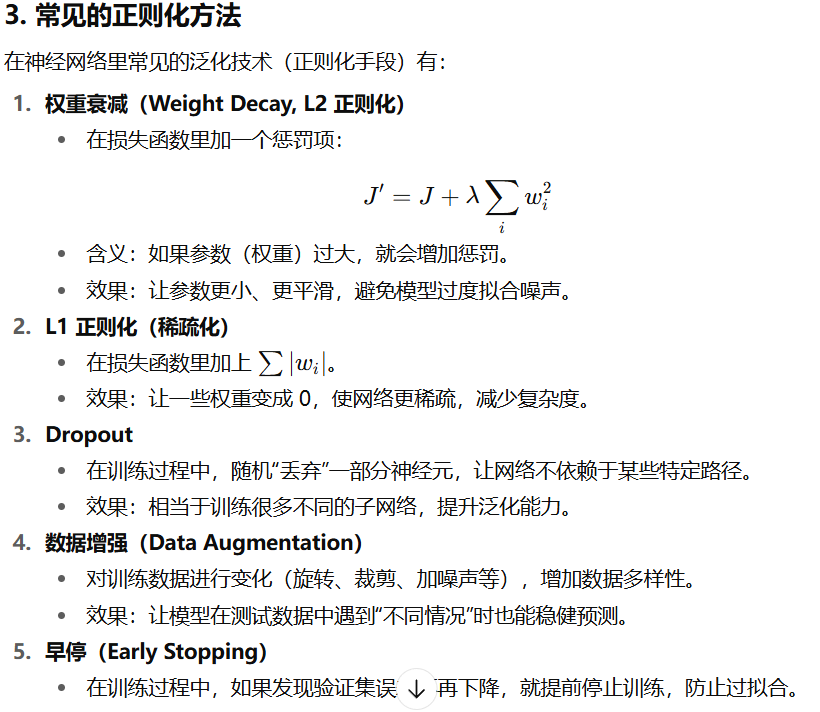 3. 常见的正则化方法
在神经网络里常见的泛化技术（正则化手段）有：
1. 权重衰减（Weight Decay, L2 正则化）
• 在损失函数里加一个惩罚项：
J′ = J + λ∑ᵢ wᵢ²
• 含义：如果参数（权重）过大，就会增加惩罚。
• 效果：让参数更小、更平滑，避免模型过度拟合噪声。
2. L1 正则化（稀疏化）
• 在损失函数里加上 ∑|wᵢ|。
• 效果：让一些权重变成 0，使网络更稀疏，减少复杂度。
3. Dropout
• 在训练过程中，随机“丢弃”一部分神经元，让网络不依赖于某些特定路径。
• 效果：相当于训练很多不同的子网络，提升泛化能力。
4. 数据增强（Data Augmentation）
• 对训练数据进行变化（旋转、裁剪、加噪声等），增加数据多样性。
• 效果：让模型在测试数据中遇到“不同情况”时也能稳健预测。
5. 早停（Early Stopping）
• 在训练过程中，如果发现验证集误 再下降，就提前停止训练，防止过拟合。